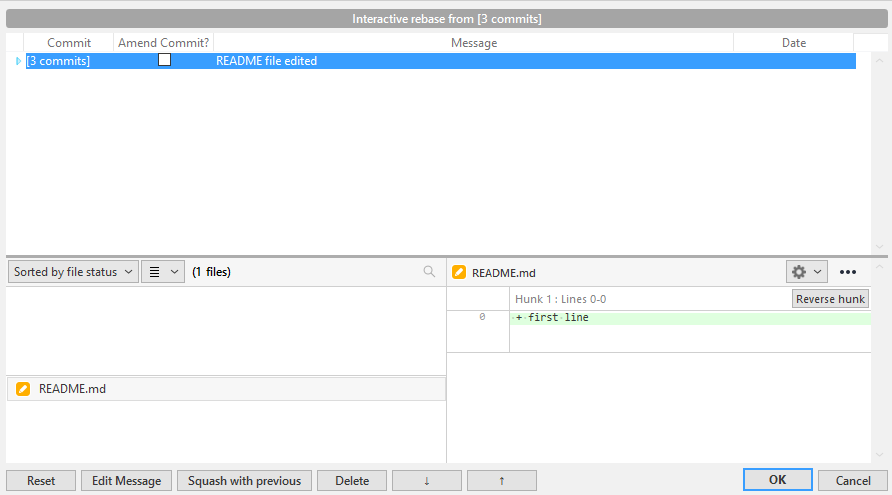 Interactive rebase from [3 commits]
Commit Amend Commit? Message Date
[3 commits] README file edited
Sorted by file status (1 files) README.md
Hunk 1 : Lines 0-0 Reverse hunk
0 + first line
README.md
Reset Edit Message Squash with previous Delete ↓ ↑ OK Cancel